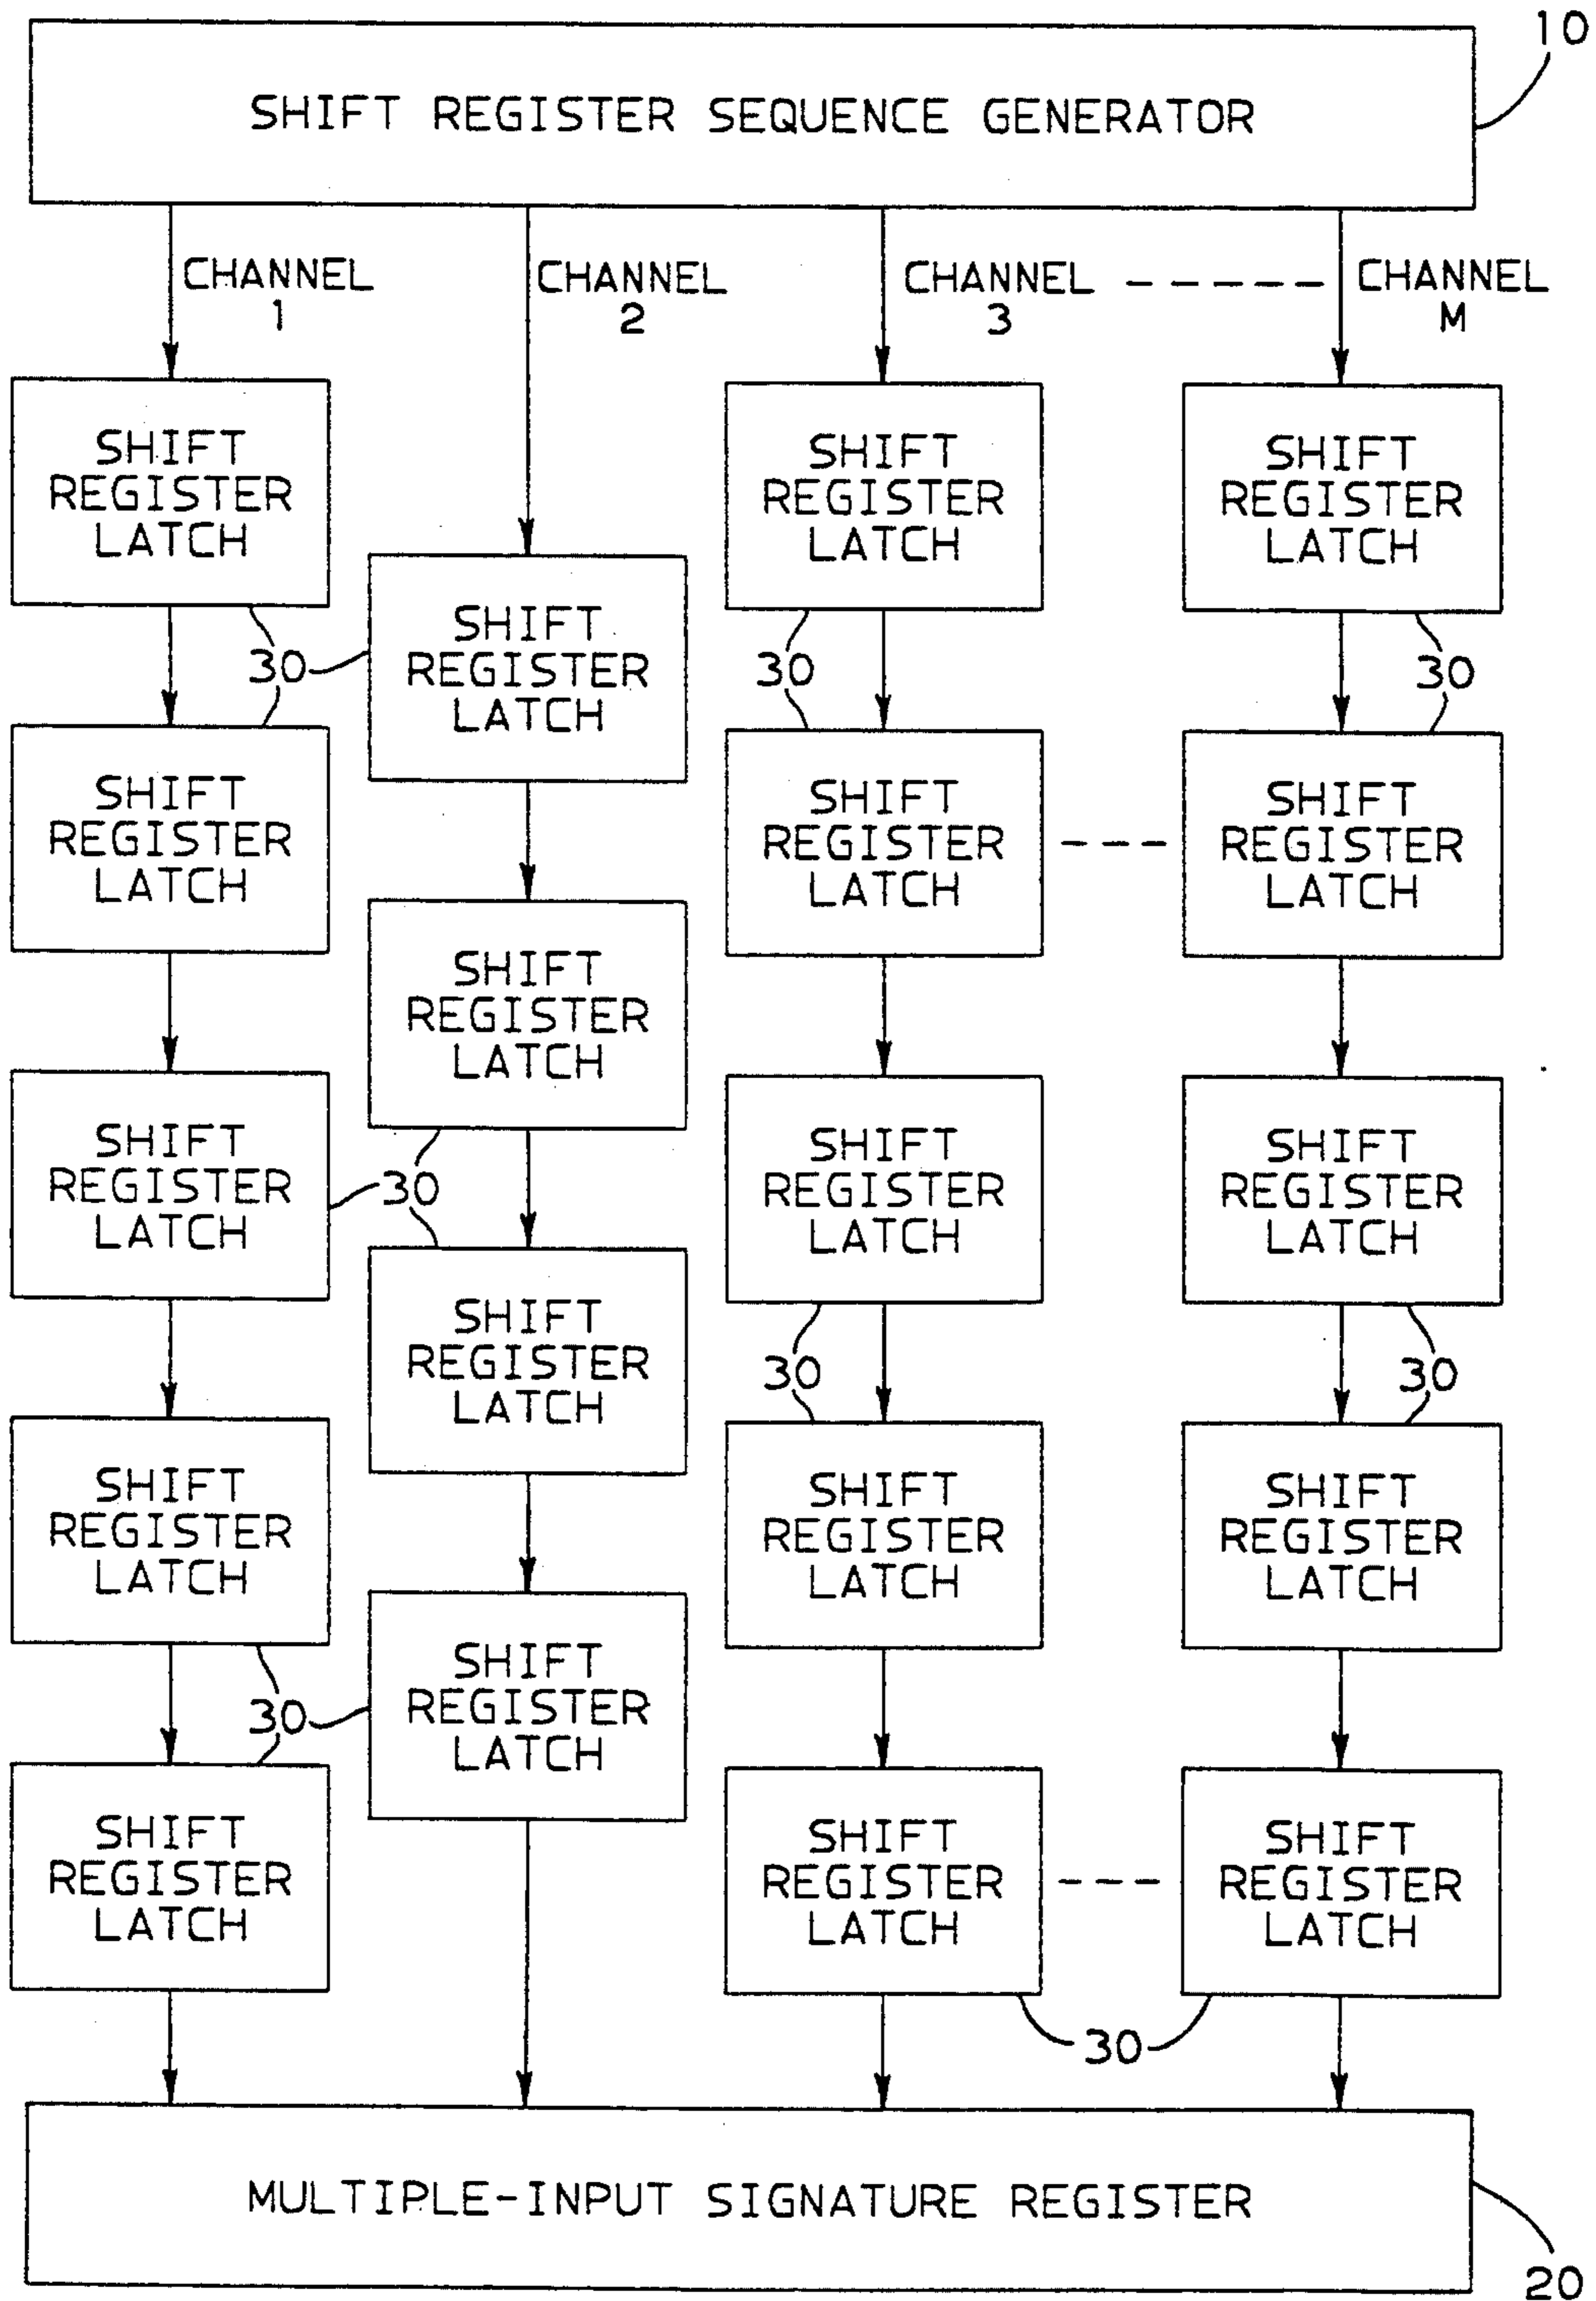 10
SHIFT REGISTER SEQUENCE GENERATOR
CHANNEL
1
CHANNEL
2
CHANNEL
3
CHANNEL
M
SHIFT
REGISTER
LATCH
SHIFT
REGISTER
LATCH
SHIFT
REGISTER
LATCH
SHIFT
REGISTER
LATCH
30
30
30
SHIFT
REGISTER
LATCH
SHIFT
REGISTER
LATCH
SHIFT
REGISTER
LATCH
SHIFT
REGISTER
LATCH
SHIFT
REGISTER
LATCH
SHIFT
REGISTER
LATCH
30
SHIFT
REGISTER
LATCH
SHIFT
REGISTER
LATCH
SHIFT
REGISTER
LATCH
30
30
SHIFT
REGISTER
LATCH
SHIFT
REGISTER
LATCH
SHIFT
REGISTER
LATCH
30
SHIFT
REGISTER
LATCH
SHIFT
REGISTER
LATCH
SHIFT
REGISTER
LATCH
30
MULTIPLE-INPUT SIGNATURE REGISTER
20